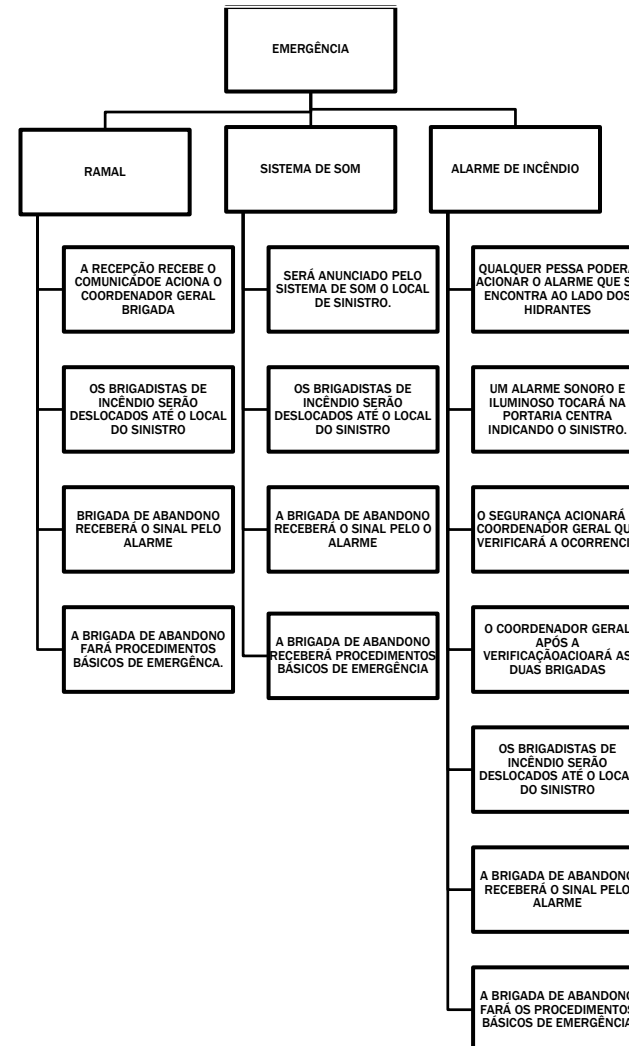 EMERGÊNCIA
RAMAL
A RECEPÇÃO RECEBE O
COMUNICADOE ACIONA O
COORDENADOR GERAL
BRIGADA
OS BRIGADISTAS DE
INCÊNDIO SERÃO
DESLOCADOS ATÉ O LOCAL
DO SINISTRO
BRIGADA DE ABANDONO
RECEBERÁ O SINAL PELO
ALARME
A BRIGADA DE ABANDONO
FARÁ PROCEDIMENTOS
BÁSICOS DE EMERGÊNCA.
SISTEMA DE SOM
SERÁ ANUNCIADO PELO
SISTEMA DE SOM O LOCAL
DE SINISTRO.
OS BRIGADISTAS DE
INCÊNDIO SERÃO
DESLOCADOS ATÉ O LOCAL
DO SINISTRO
A BRIGADA DE ABANDONO
RECEBERÁ O SINAL PELO O
ALARME
A BRIGADA DE ABANDONO
RECEBERÁ PROCEDIMENTOS
BÁSICOS DE EMERGÊNCIA
ALARME DE INCÊNDIO
QUALQUER PESSA PODERÁ
ACIONAR O ALARME QUE
ENCONTRA AO LADO DOS
HIDRANTES
UM ALARME SONORO E
ILUMINOSO TOCARÁ NA
PORTARIA CENTRA
INDICANDO O SINISTRO.
O SEGURANÇA ACIONARÁ
COORDENADOR GERAL
VERIFICARÁ A
O COORDENADOR GERAL
APÓS A
VERIFICAÇÃOACIOARÁ AS
DUAS BRIGADAS
OS BRIGADISTAS DE
INCÊNDIO SERÃO
DESLOCADOS ATÉ O
DO SINISTRO
A BRIGADA DE ABANDONO
RECEBERÁ O SINAL PELO
ALARME
A BRIGADA DE ABANDONO
FARÁ OS PROCEDIMENTOS
BÁSICOS DE EMERGÊNCIA